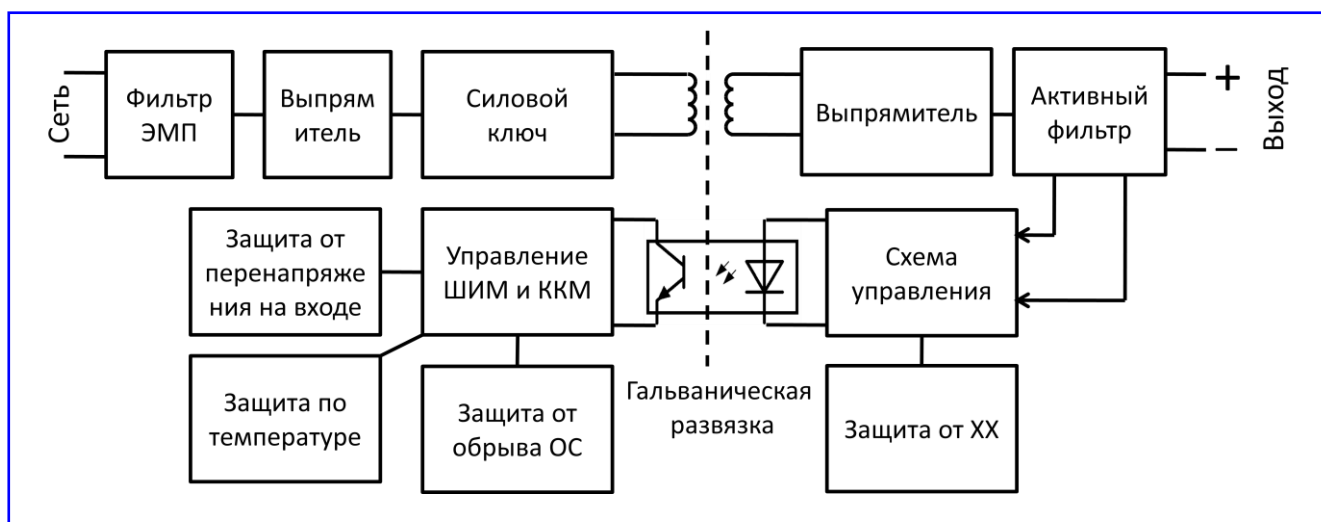 Сеть
Фильтр
ЭМП
Выпрям
итель
Силовой
ключ
Выпрямитель
Активный
фильтр
+
−
Выход
Защита от
перенапряже
ния на входе
Управление
ШИМ и ККМ
Схема
управления
Защита по
температуре
Защита от
обрыва ОС
Гальваническая
развязка
Защита от ХХ